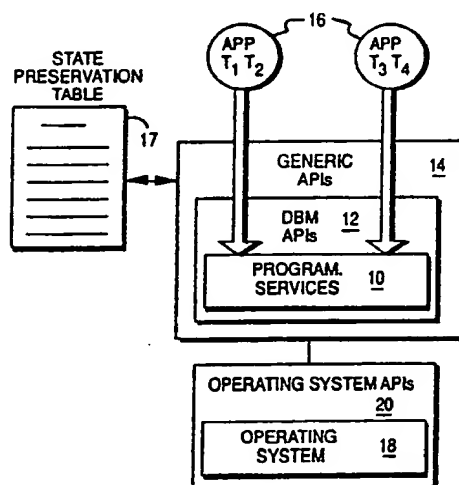 STATE
PRESERVATION
TABLE
17
16
APP
T1 T2
APP
T3 T4
GENERIC
APIs
14
DBM
APIs
12
PROGRAM.
SERVICES
10
OPERATING SYSTEM APIs
20
OPERATING
SYSTEM
18